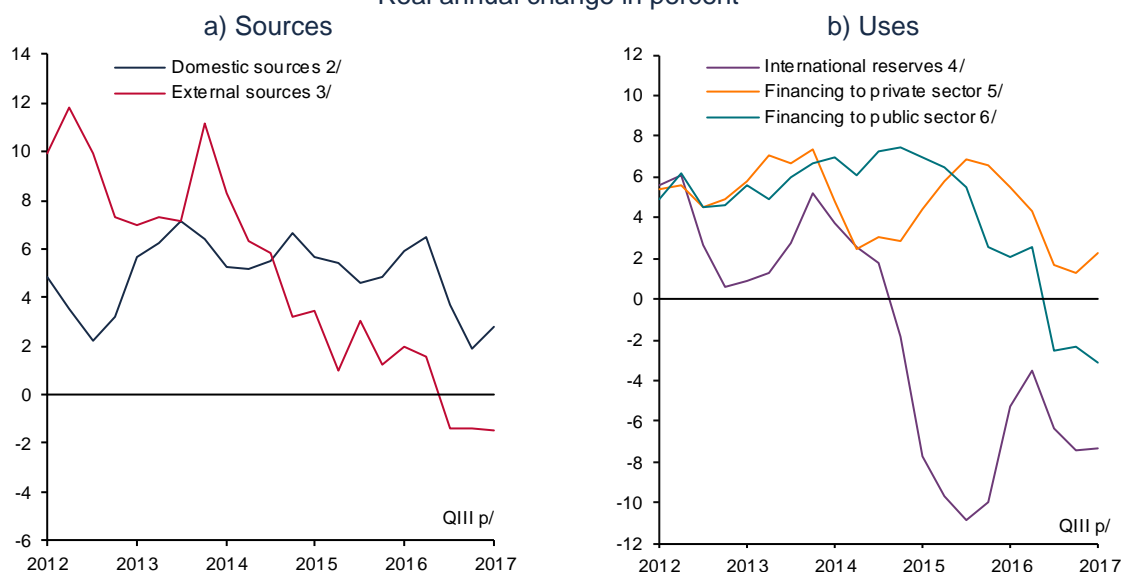 Real annual change in percent
a) Sources
14
12
10
8
6
4
2
0
-2
-4
-6
Domestic sources 2/
External sources 3/
QIII p/
2012 2013 2014 2015 2016 2017
b) Uses
12
10
8
6
4
2
0
-2
-4
-6
-8
-10
-12
International reserves 4/
Financing to private sector 5/
Financing to public sector 6/
QIII p/
2012 2013 2014 2015 2016 2017